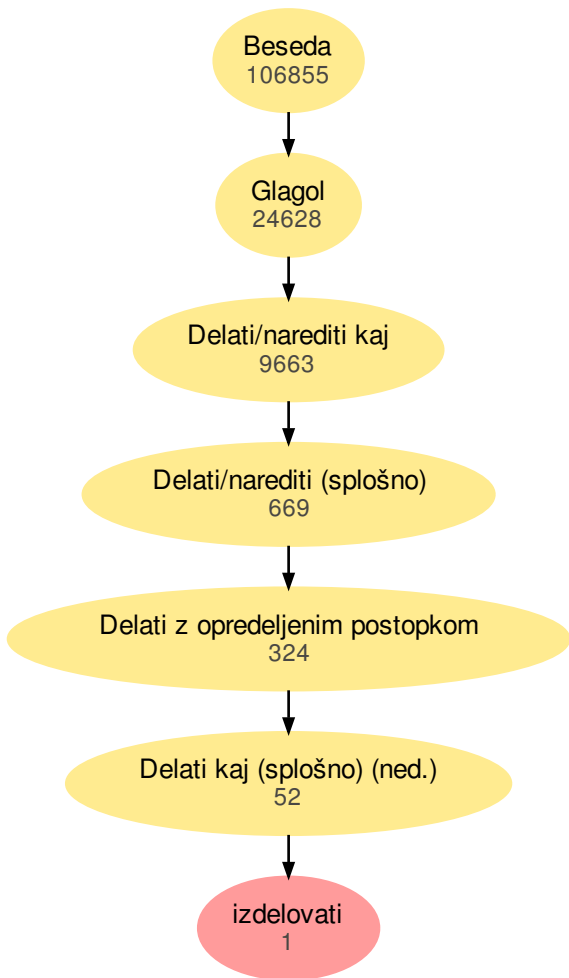 Beseda
106855
Glagol
24628
Delati/narediti kaj
9663
Delati/narediti (splošno)
669
Delati z opredeljenim postopkom
324
Delati kaj (splošno) (ned.)
52
izdelovati
1